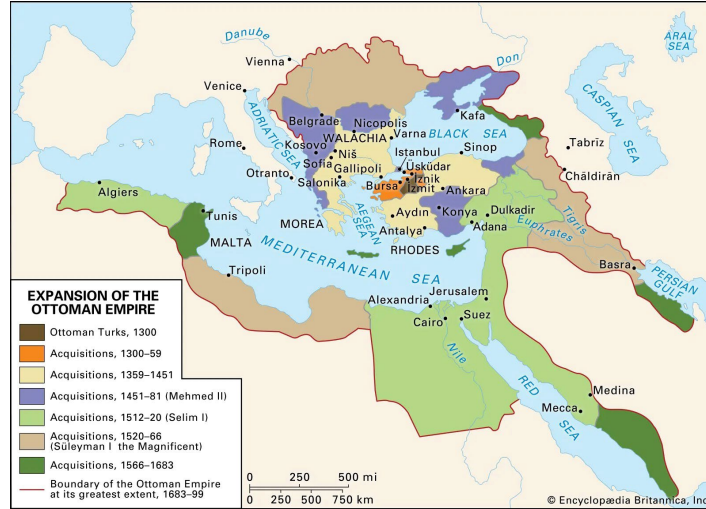 Danube
Vienna
Don
ARAL
SEA
Venice
ADRIATIC SEA
CASPIAN
SEA
Belgrade
Nicopolis
Kafa
WALACHIA
Varna
BLACK SEA
Rome
Kosovo
Niš
Istanbul
Sinop
Tabrīz
Sofia
Gallipoli
Üsküdar
Otranto
Salonika
Bursa
İznik
İzmit
Ankara
Chāldirān
Algiers
Tunis
AEGEAN
SEA
Aydın
Konya
Dulkadir
Tigris
MOREA
Antalya
Adana
Euphrates
MALTA
RHODES
MEDITERRANEAN SEA
Basra
PERSIAN
GULF
Tripoli
Jerusalem
Alexandria
Cairo
Suez
Nile
RED
SEA
Medina
Mecca
EXPANSION OF THE
OTTOMAN EMPIRE
Ottoman Turks, 1300
Acquisitions, 1300–59
Acquisitions, 1359–1451
Acquisitions, 1451–81 (Mehmed II)
Acquisitions, 1512–20 (Selim I)
Acquisitions, 1520–66
(Süleyman I the Magnificent)
Acquisitions, 1566–1683
Boundary of the Ottoman Empire
at its greatest extent, 1683–99
0 250 500 mi
0 250 500 750 km
© Encyclopædia Britannica, Inc